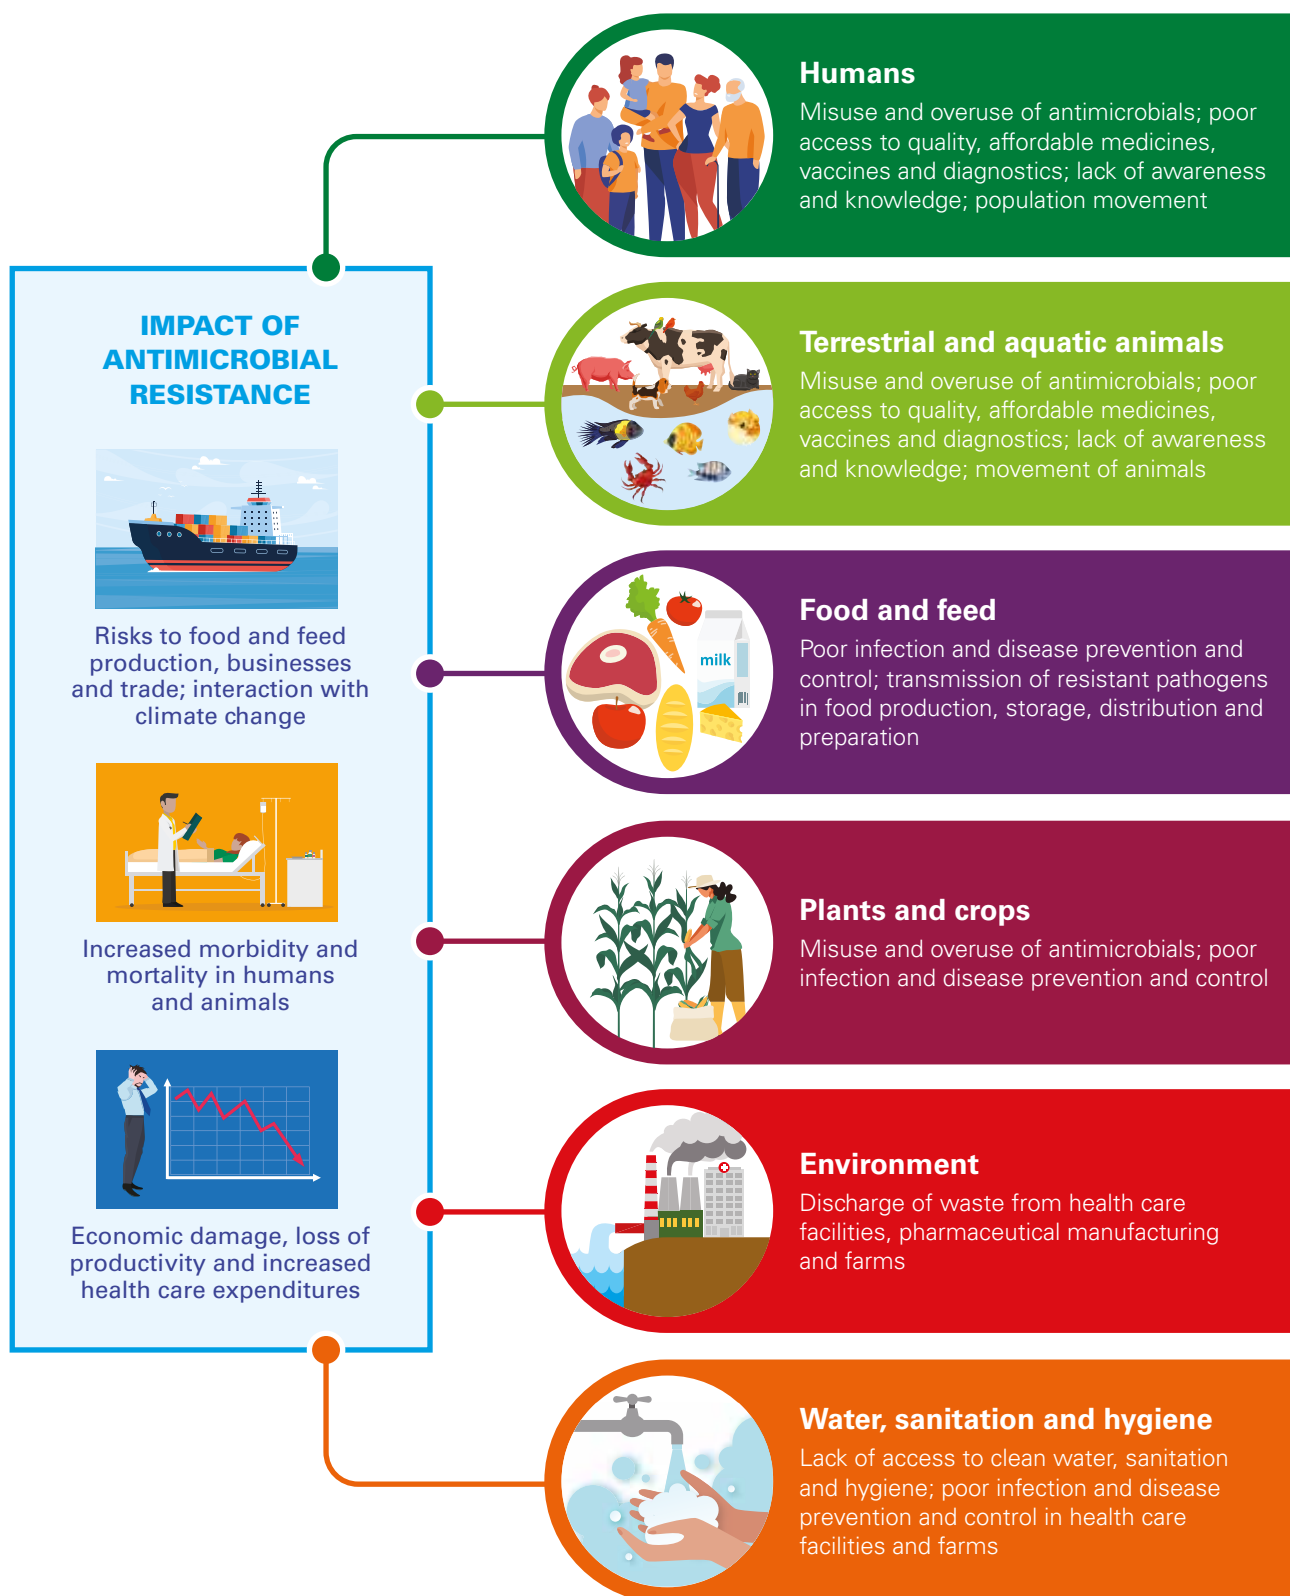 Humans
Misuse and overuse of antimicrobials; poor
access to quality, affordable medicines,
vaccines and diagnostics; lack of awareness
and knowledge; population movement
IMPACT OF
ANTIMICROBIAL
RESISTANCE
Risks to food and feed
production, businesses
and trade; interaction with
climate change
Increased morbidity and
mortality in humans
and animals
Economic damage, loss of
productivity and increased
health care expenditures
Terrestrial and aquatic animals
Misuse and overuse of antimicrobials; poor
access to quality, affordable medicines,
vaccines and diagnostics; lack of awareness
and knowledge; movement of animals
milk
Food and feed
Poor infection and disease prevention and
control; transmission of resistant pathogens
in food production, storage, distribution and
preparation
Plants and crops
Misuse and overuse of antimicrobials; poor
infection and disease prevention and control
Environment
Discharge of waste from health care
facilities, pharmaceutical manufacturing
and farms
Water, sanitation and hygiene
Lack of access to clean water, sanitation
and hygiene; poor infection and disease
prevention and control in health care
facilities and farms